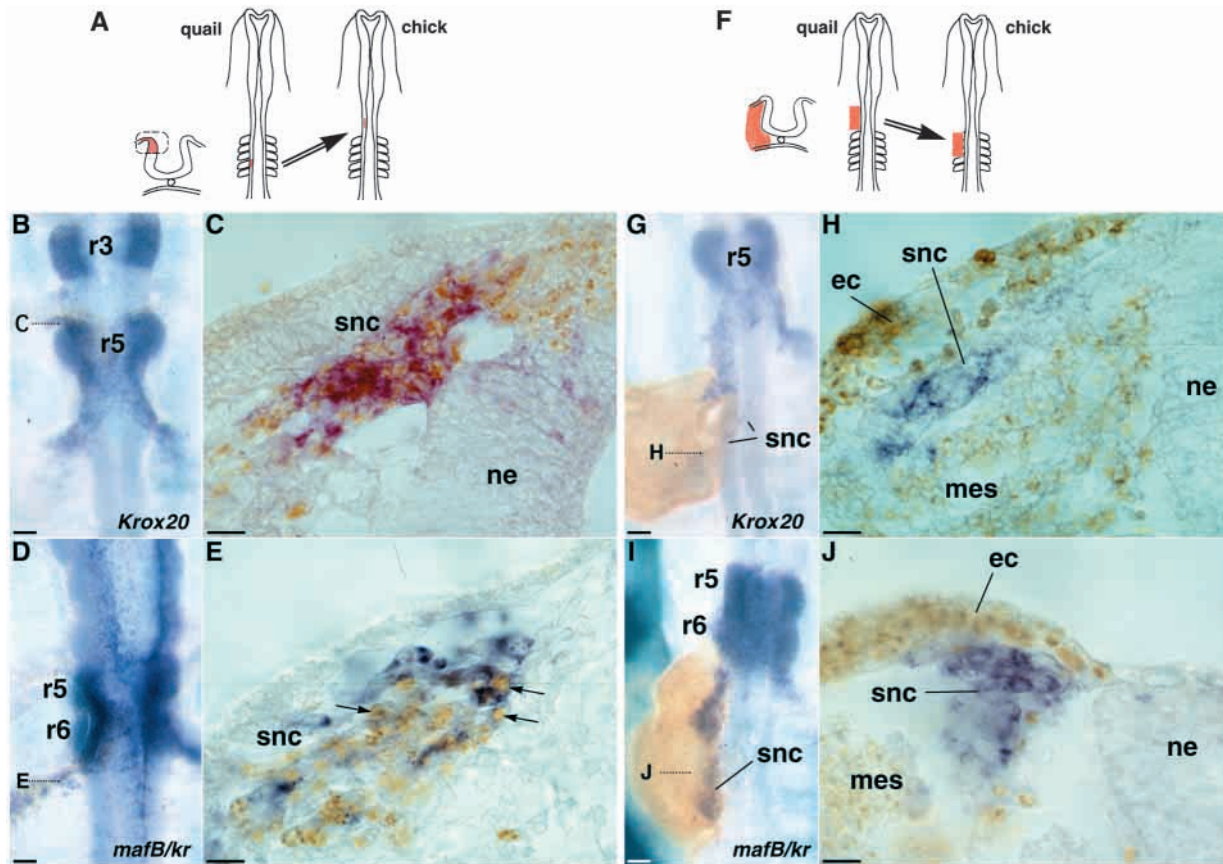 A
quail
chick
F
quail
chick
B
r3
C
r5
Krox20
C
snc
ne
G
r5
H
snc
Krox20
H
snc
ec
ne
mes
D
r5
r6
E
mafB/kr
E
snc
I
r5
r6
J
snc
mafB/kr
J
ec
snc
ne
mes